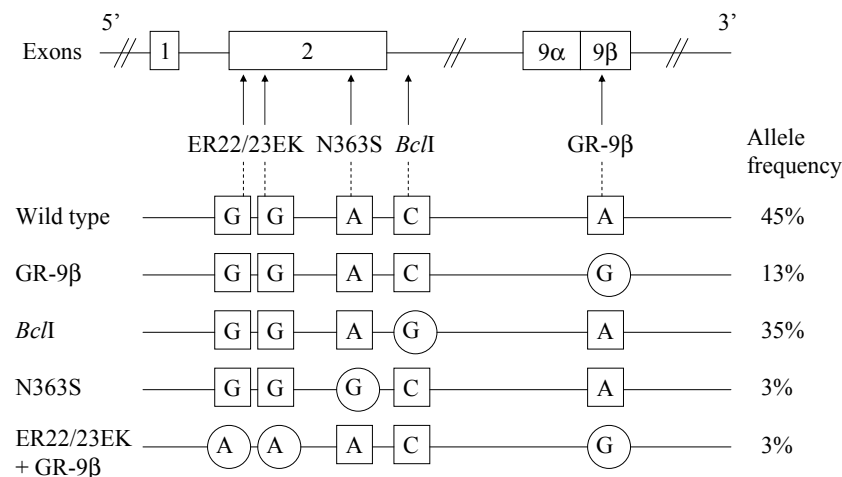 5’ 3’
Exons 1 2 9α 9β
ER22/23EK N363S BclI GR-9β
Allele
frequency
Wild type G G A C A 45%
GR-9β G G A C G 13%
BclI G G A G A 35%
N363S G G G C A 3%
ER22/23EK
+ GR-9β A A A C G 3%